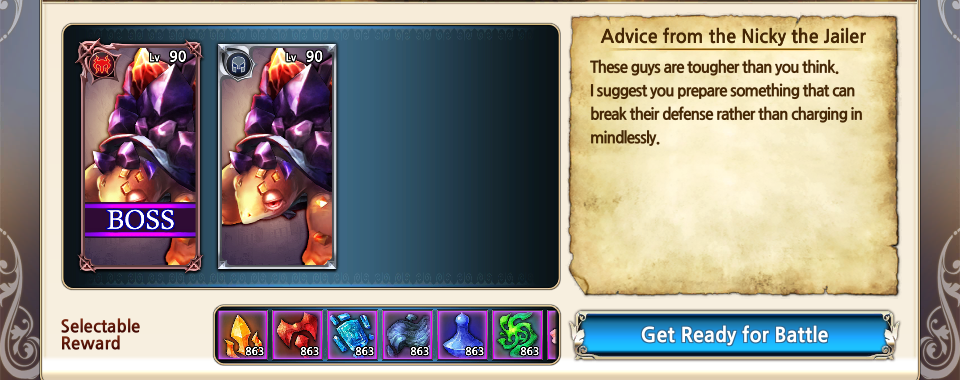 Lv 90
Lv 90
BOSS
Advice from the Nicky the Jailer
These guys are tougher than you think.
I suggest you prepare something that can
break their defense rather than charging in
mindlessly.
Selectable
Reward
863
863
863
863
863
863
Get Ready for Battle